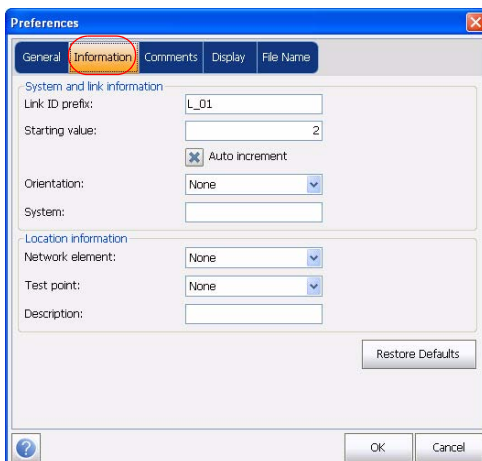 Preferences
General Information Comments Display File Name
System and link information
Link ID prefix: L_01
Starting value: 2
Auto increment
Orientation: None
System:
Location information
Network element: None
Test point: None
Description:
Restore Defaults
OK Cancel